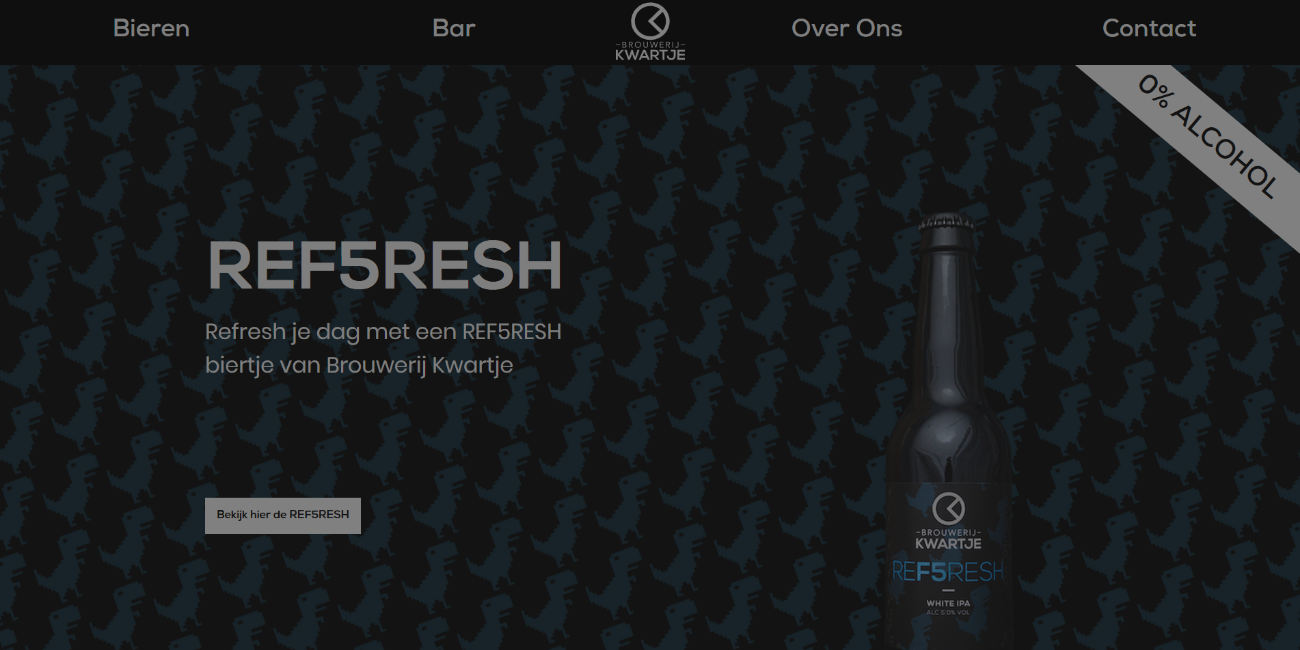 Bieren
Bar
-BROUWERIJ-
KWARTJE
Over Ons
Contact
0% ALCOHOL
REF5RESH
Refresh je dag met een REF5RESH
biertje van Brouwerij Kwartje
Bekijk hier de REF5RESH
-BROUWERIJ-
KWARTJE
REF5RESH
WHITE IPA
ALC 5.0% VOL